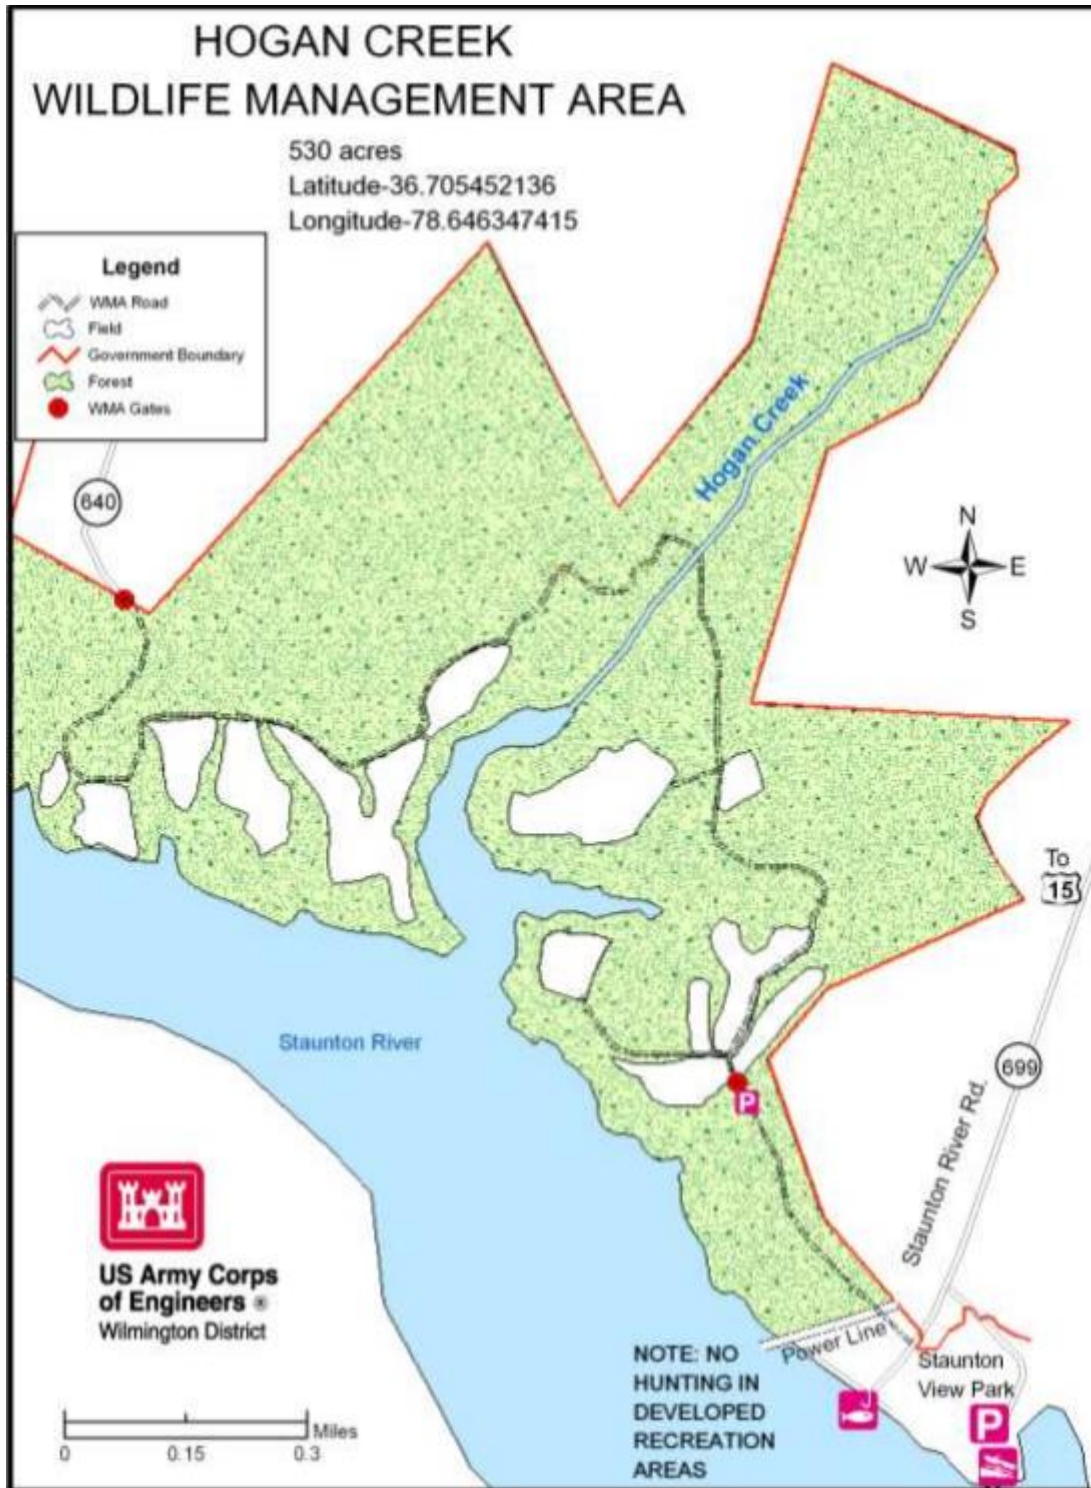 HOGAN CREEK
WILDLIFE MANAGEMENT AREA
530 acres
Latitude-36.705452136
Longitude-78.646347415
Legend
WMA Road
Field
Government Boundary
Forest
WMA Gates
640
Hogan Creek
N
W E
S
To
15
Staunton River
699
Staunton River Rd.
P
US Army Corps
of Engineers ®
Wilmington District
Power Line
NOTE: NO
HUNTING IN
DEVELOPED
RECREATION
AREAS
Staunton
View Park
P
Miles
0 0.15 0.3